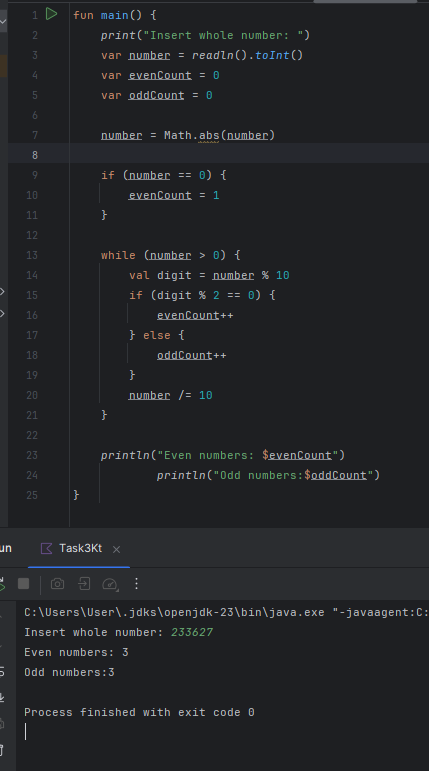 1 fun main() {
2 print("Insert whole number: ")
3 var number = readln().toInt()
4 var evenCount = 0
5 var oddCount = 0
6
7 number = Math.abs(number)
8
9 if (number == 0) {
10 evenCount = 1
11 }
12
13 while (number > 0) {
14 val digit = number % 10
15 if (digit % 2 == 0) {
16 evenCount++
17 } else {
18 oddCount++
19 }
20 number /= 10
21 }
22
23 println("Even numbers: $evenCount")
24 println("Odd numbers:$oddCount")
25 }
un Task3Kt
C:\Users\User\.jdks\openjdk-23\bin\java.exe "-javaagent:C:
Insert whole number: 233627
Even numbers: 3
Odd numbers:3
Process finished with exit code 0